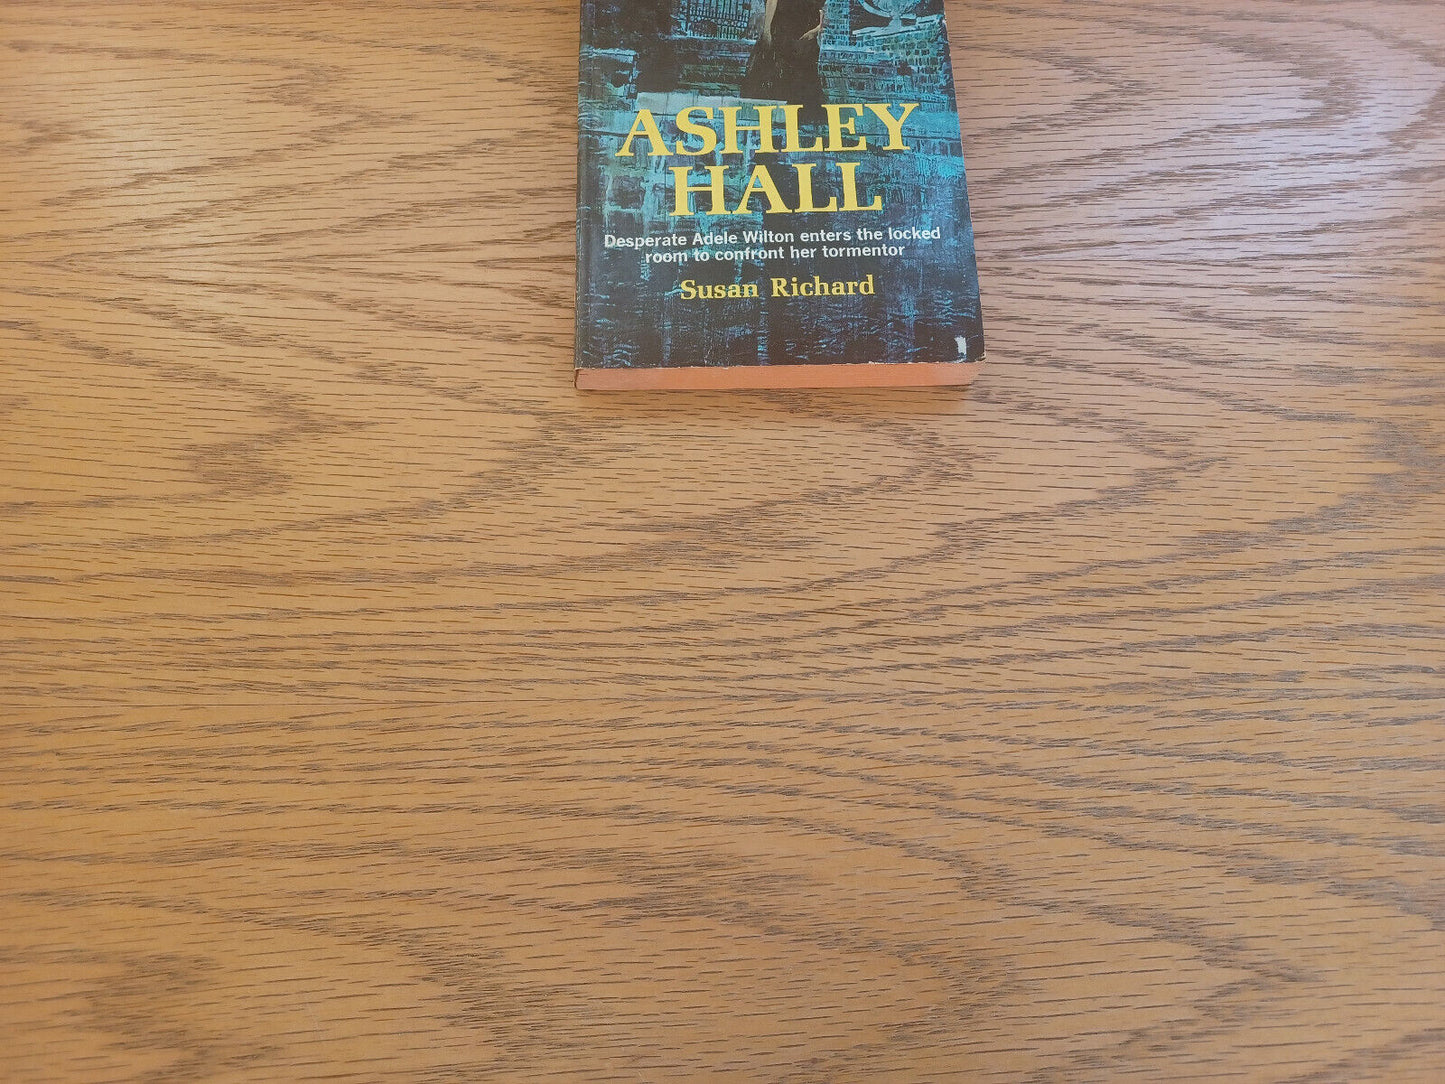 ASHLEY
HALL
Desperate Adele Wilton enters the locked
room to confront her tormentor
Susan Richard